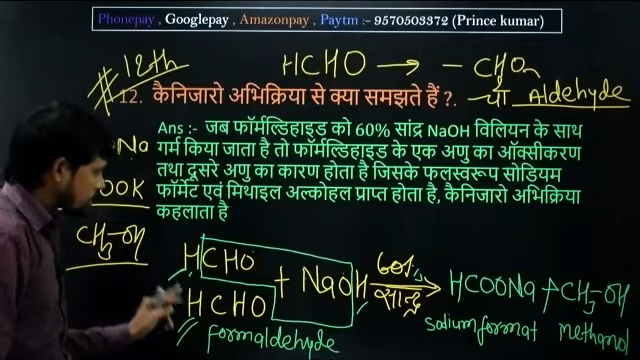 Phonepay , Googlepay , Amazonpay , Paytm :- 9570503372 (Prince kumar)
# 12th HCHO → – CHO
12. कैनिजारो अभिक्रिया से क्या समझते हैं ?. – चो Aldehyde
Ans :- जब फॉर्मल्डिहाइड को 60% सांद्र NaOH विलियन के साथ
गर्म किया जाता है तो फॉर्मल्डिहाइड के एक अणु का ऑक्सीकरण
तथा दूसरे अणु का कारण होता है जिसके फलस्वरूप सोडियम
फॉर्मेट एवं मिथाइल अल्कोहल प्राप्त होता है, कैनिजारो अभिक्रिया
कहलाता है
Na
OOK
CH3-OH
HCHO
HCHO + NaOH 60% सान्द्र → HCOONa + CH3-OH
formaldehyde Sodium format methanol